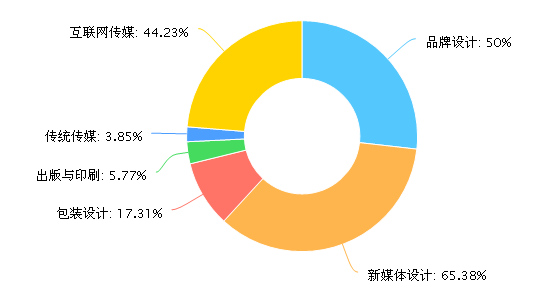 互联网传媒: 44.23%
品牌设计: 50%
传统传媒: 3.85%
出版与印刷: 5.77%
包装设计: 17.31%
新媒体设计: 65.38%